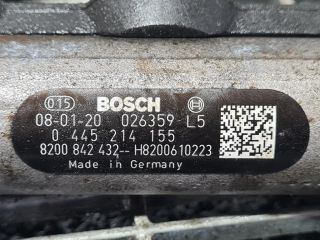 015 BOSCH
08-01-20 026359 L5
0 445 214 155
8200 842 432-- H8200610223
Made in Germany